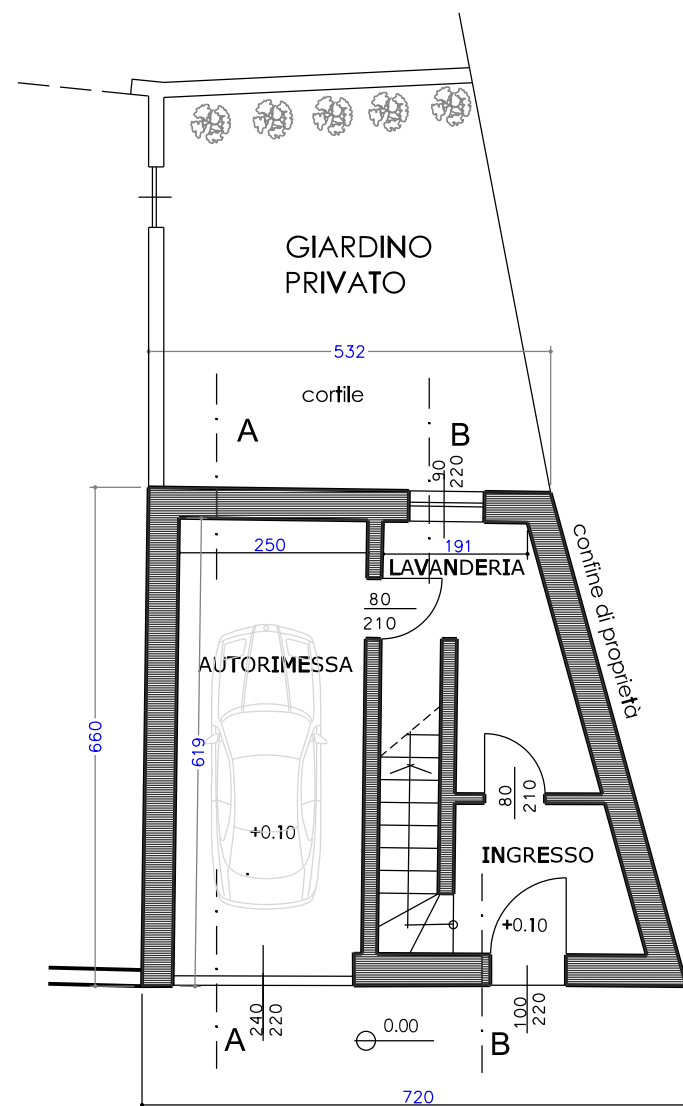 GIARDINO
PRIVATO
532
cortile
A
B
90
220
250
191
LAVANDERIA
confine di proprietà
80
210
AUTORIMESSA
660
619
80
210
+0.10
INGRESSO
+0.10
240
220
100
220
0.00
A
B
720